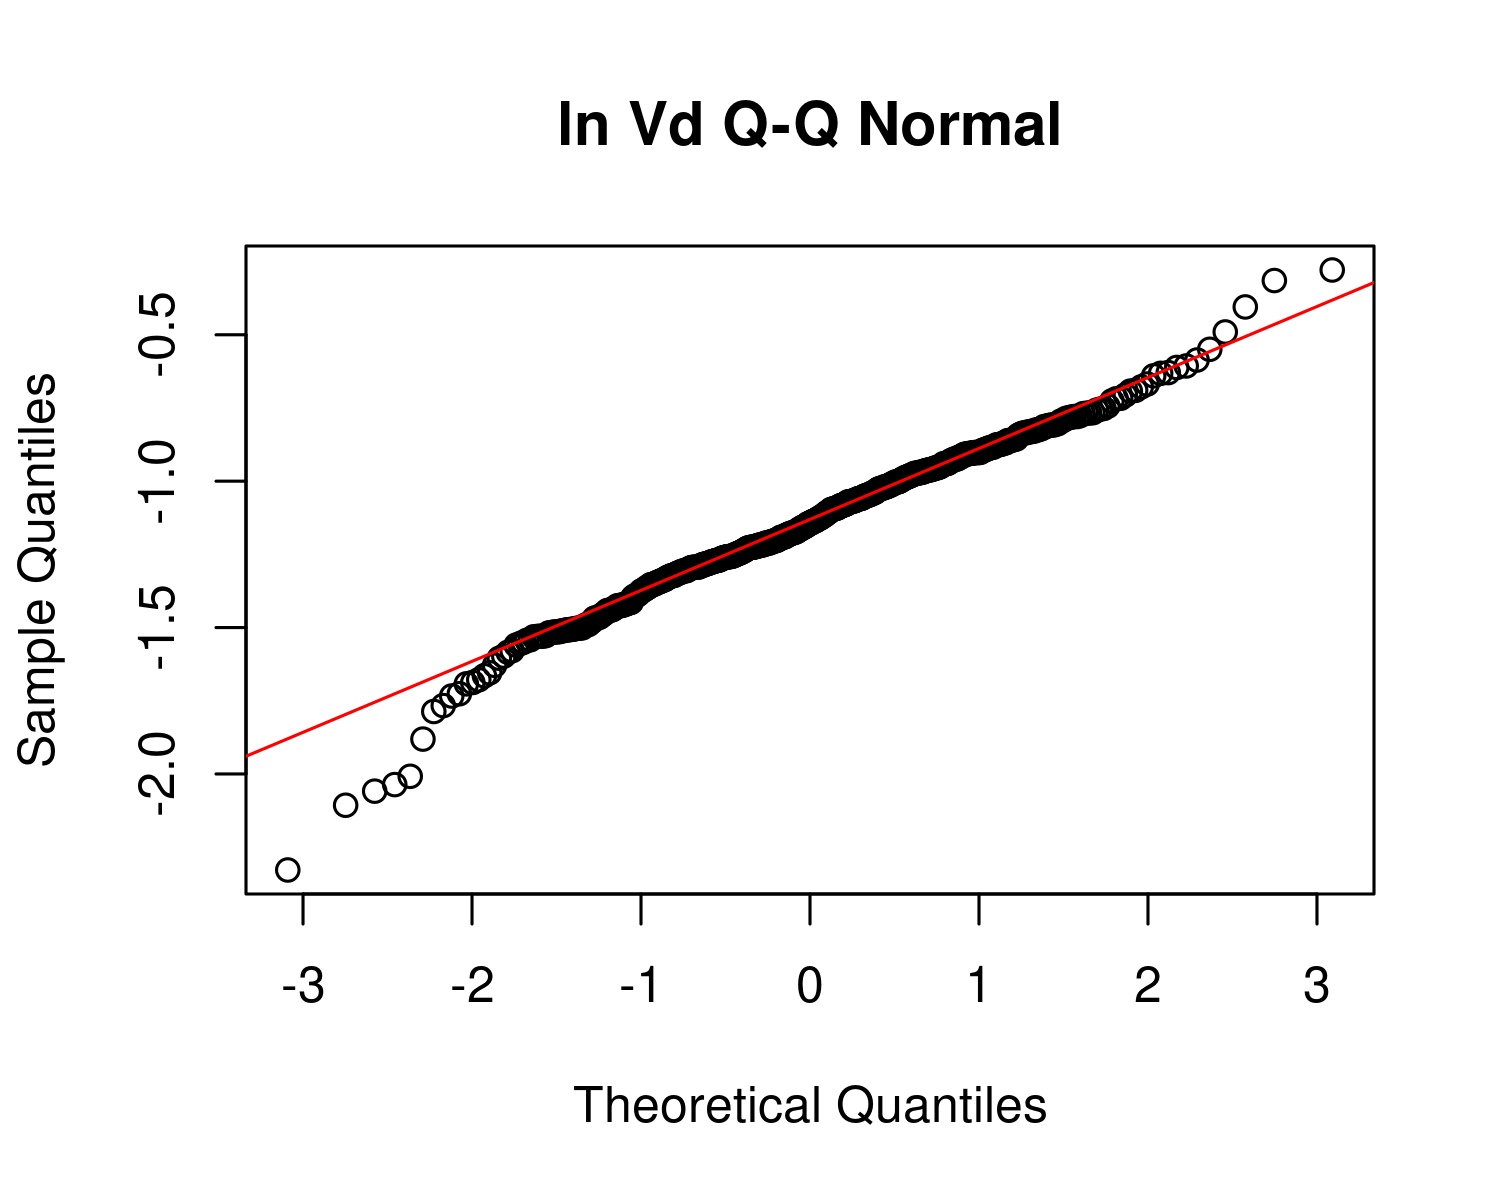 ln Vd Q-Q Normal
Sample Quantiles
-0.5
-1.0
-1.5
-2.0
-3 -2 -1 0 1 2 3
Theoretical Quantiles